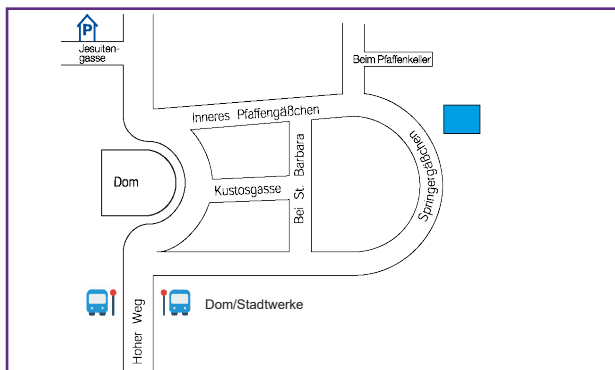 P
Jesuiten-
gasse
Beim Pfaffenkeller
Inneres Pfaffengäßchen
Bei St. Barbara
Springergäßchen
Dom
Kustosgasse
Dom/Stadtwerke
Hoher Weg